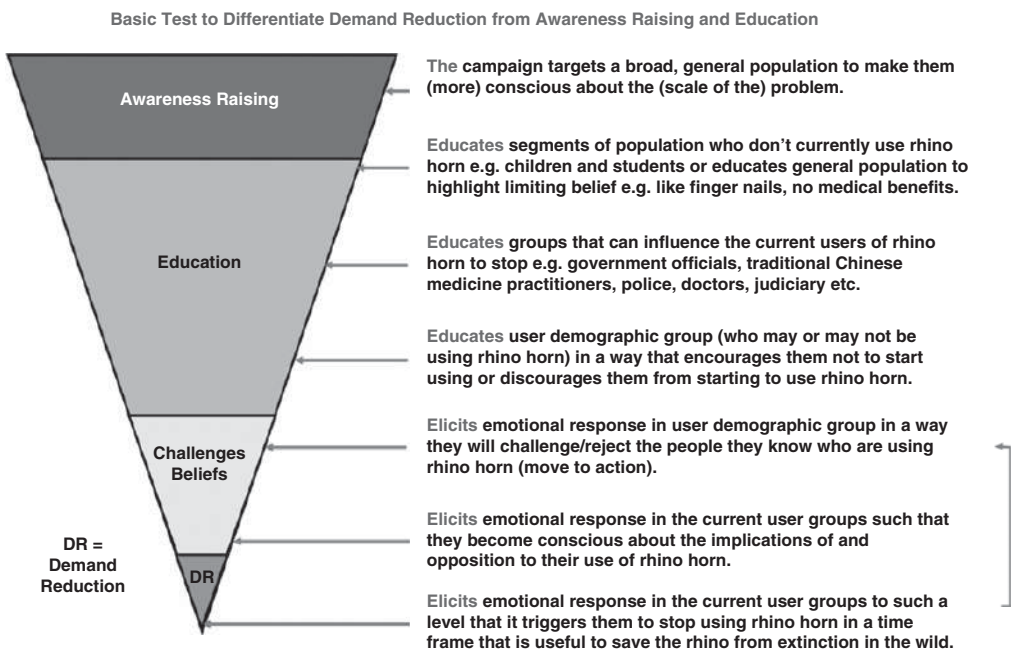 Basic Test to Differentiate Demand Reduction from Awareness Raising and Education
Awareness Raising
The campaign targets a broad, general population to make them
(more) conscious about the (scale of the) problem.
Educates segments of population who don't currently use rhino
horn e.g. children and students or educates general population to
highlight limiting belief e.g. like finger nails, no medical benefits.
Education
Educates groups that can influence the current users of rhino
horn to stop e.g. government officials, traditional Chinese
medicine practitioners, police, doctors, judiciary etc.
Educates user demographic group (who may or may not be
using rhino horn) in a way that encourages them not to start
using or discourages them from starting to use rhino horn.
Challenges
Beliefs
Elicits emotional response in user demographic group in a way
they will challenge/reject the people they know who are using
rhino horn (move to action).
Elicits emotional response in the current user groups such that
they become conscious about the implications of and
opposition to their use of rhino horn.
DR =
Demand
Reduction
DR
Elicits emotional response in the current user groups to such a
level that it triggers them to stop using rhino horn in a time
frame that is useful to save the rhino from extinction in the wild.